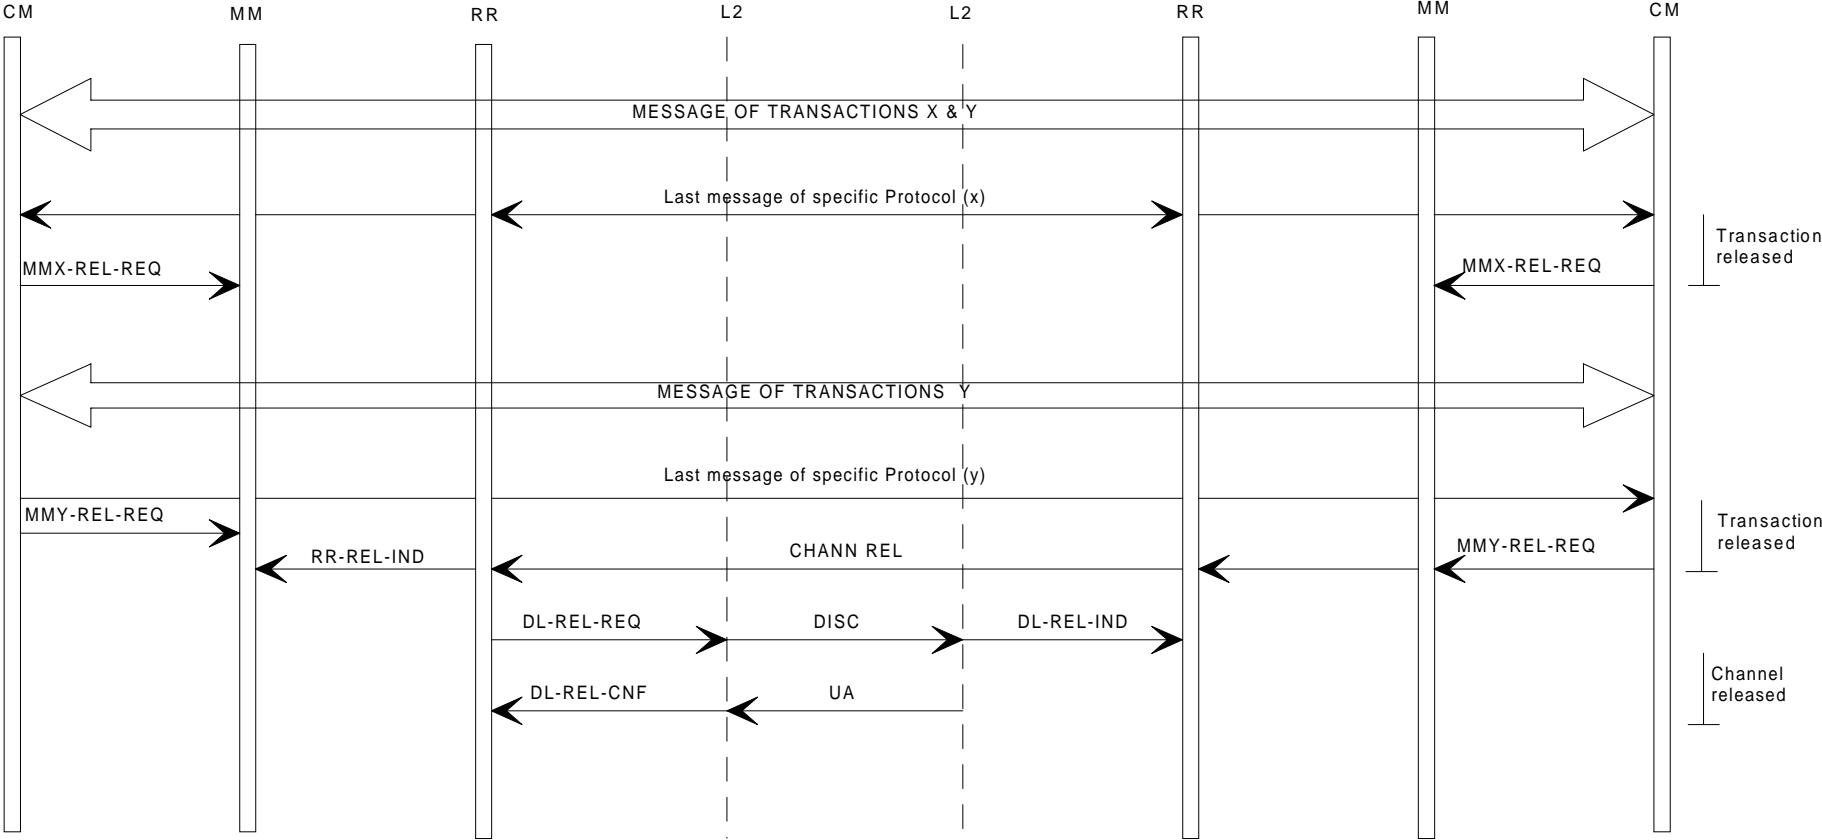 CM MM RR L2 L2 RR MM CM
MESSAGE OF TRANSACTIONS X & Y
Last message of specific Protocol (x)
Transaction
released
MMX-REL-REQ MMX-REL-REQ
MESSAGE OF TRANSACTIONS Y
Last message of specific Protocol (y)
MMY-REL-REQ
Transaction
released
RR-REL-IND CHANN REL MMY-REL-REQ
DL-REL-REQ DISC DL-REL-IND
Channel
released
DL-REL-CNF UA